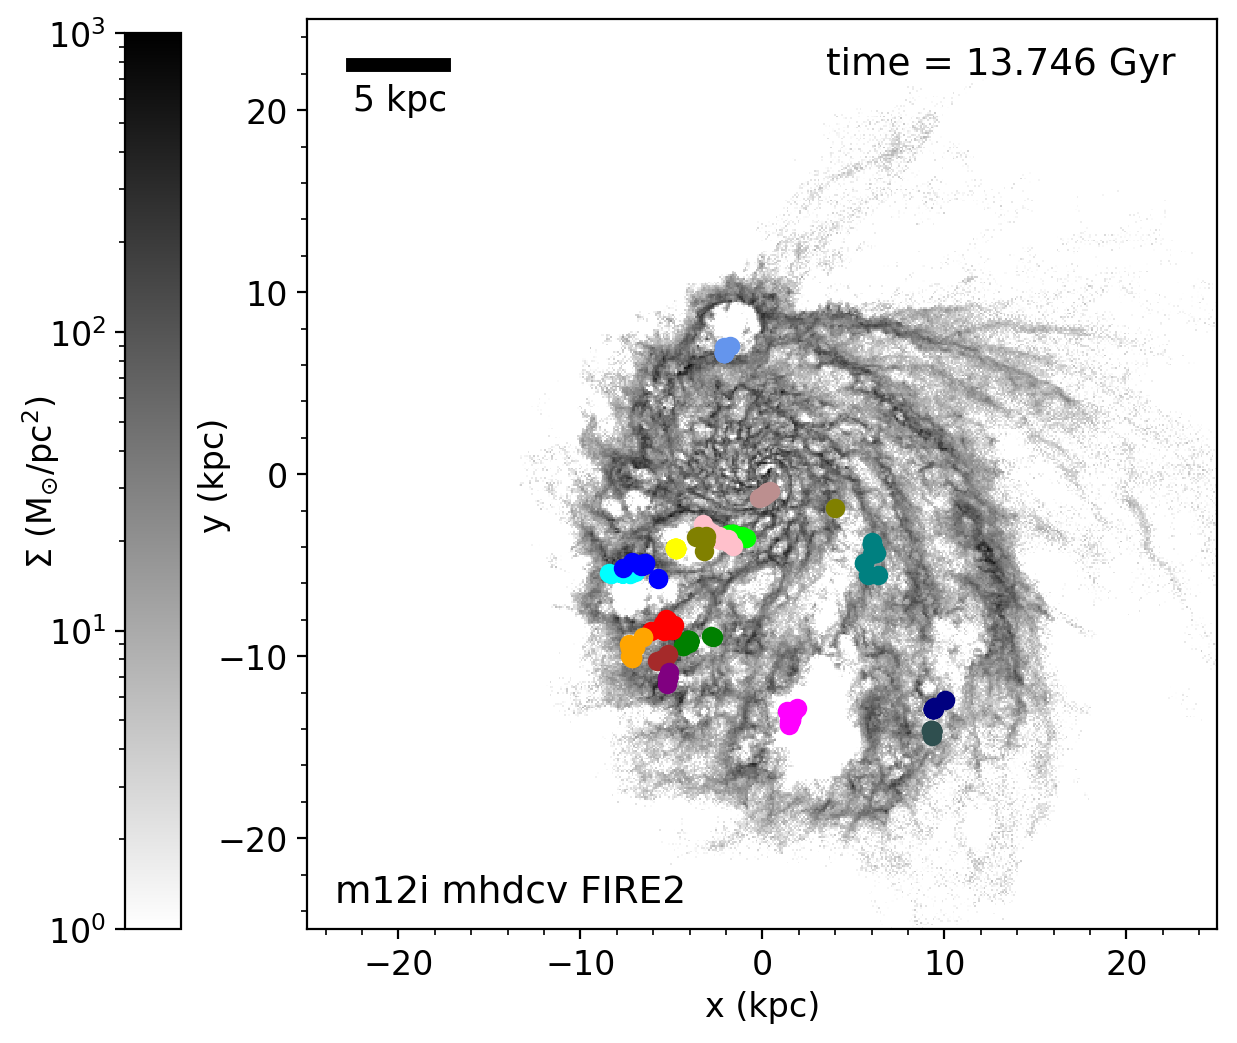 10³
10²
10¹
10⁰
Σ (M⊙/pc²)
y (kpc)
20
10
0
−10
−20
5 kpc
time = 13.746 Gyr
m12i mhdcv FIRE2
−20
−10
0
10
20
x (kpc)